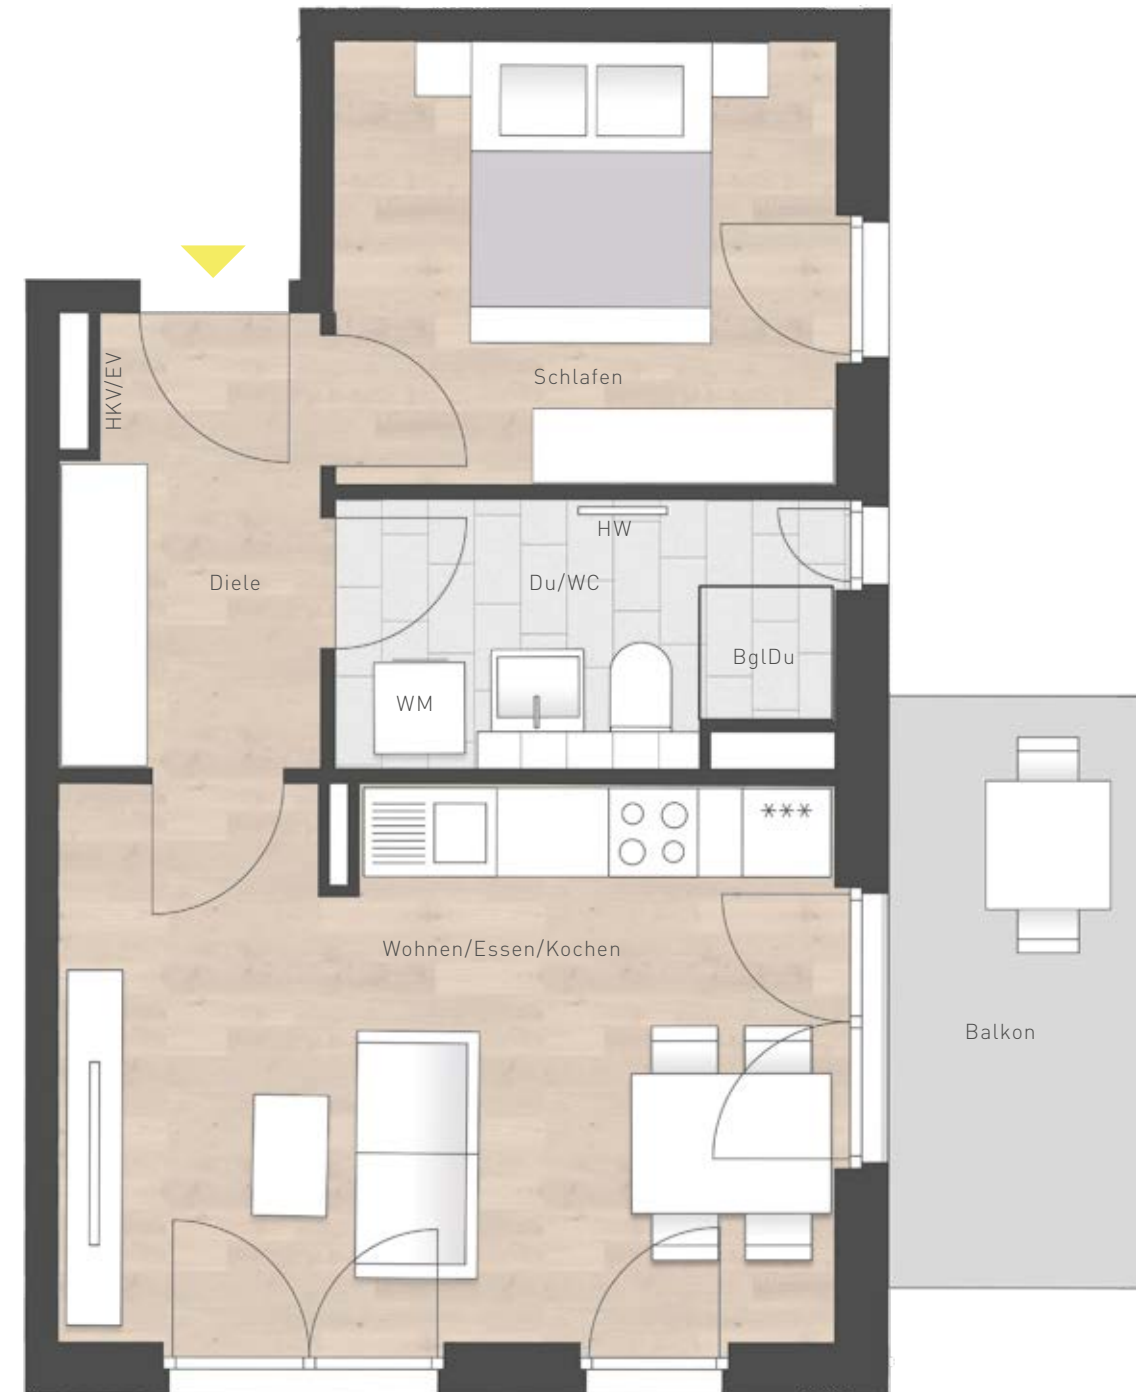 HKV/EV
Schlafen
HW
Diele
Du/WC
BglDu
WM
***
Wohnen/Essen/Kochen
Balkon